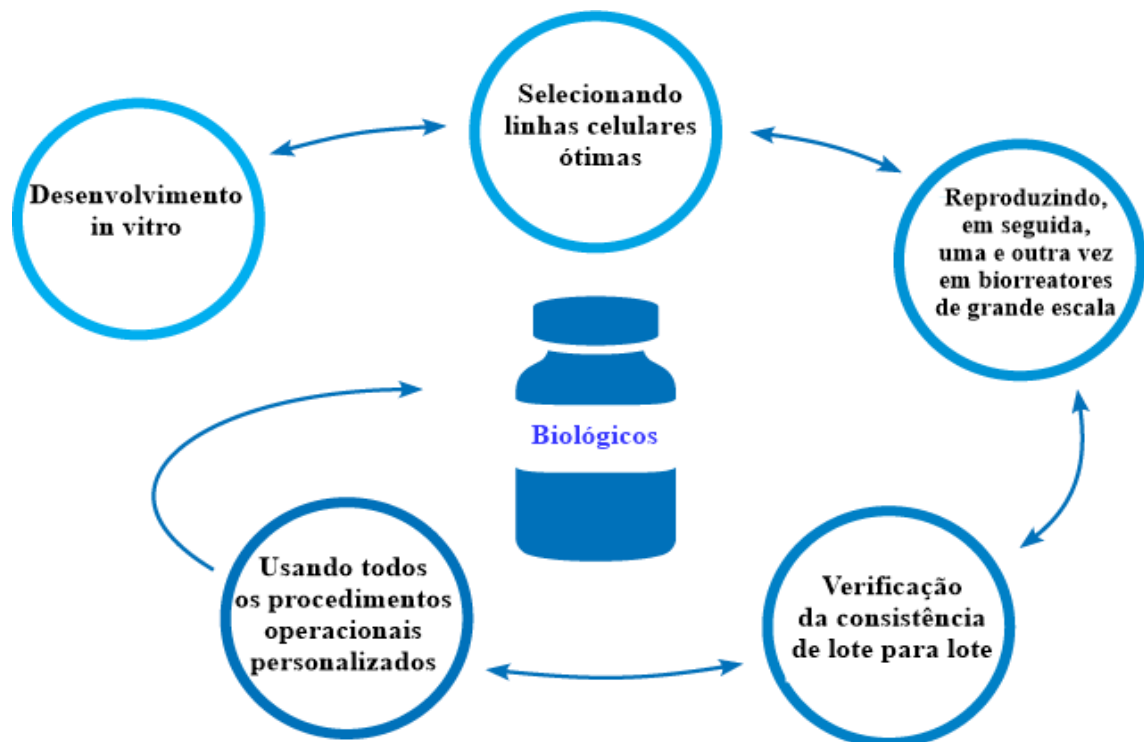 Desenvolvimento
in vitro
Selecionando
linhas celulares
ótimas
Reproduzindo,
em seguida,
uma e outra vez
em biorreatores
de grande escala
Verificação
da consistência
de lote para lote
Usando todos
os procedimentos
operacionais
personalizados
Biológicos